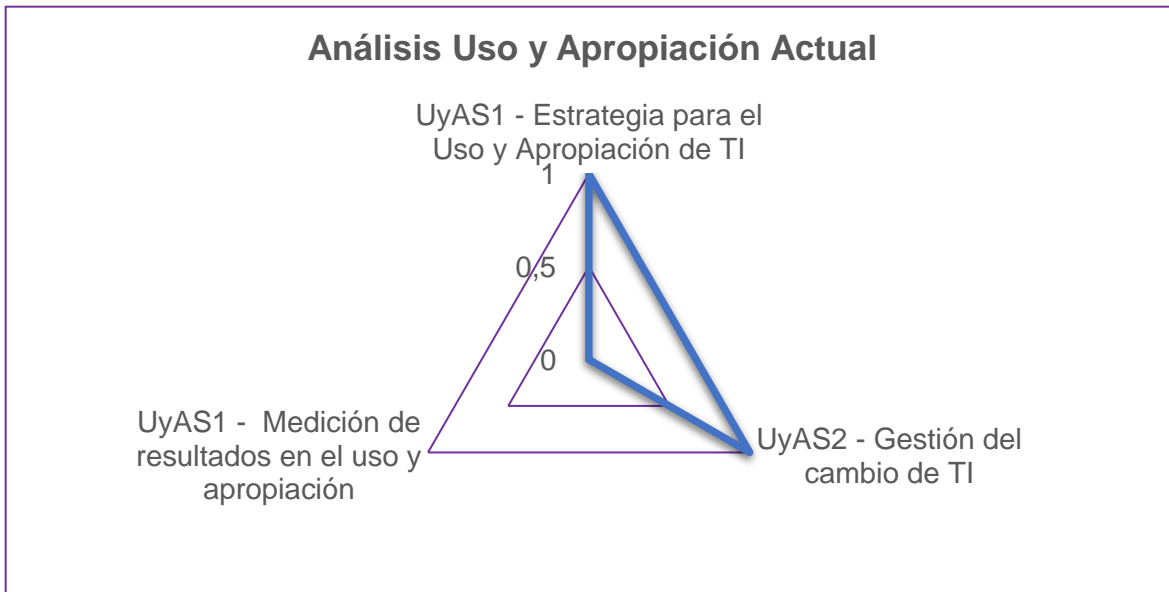 Análisis Uso y Apropiación Actual
UyAS1 - Estrategia para el
Uso y Apropiación de TI
1
0,5
0
UyAS1 -  Medición de
resultados en el uso y
apropiación
UyAS2 - Gestión del
cambio de TI